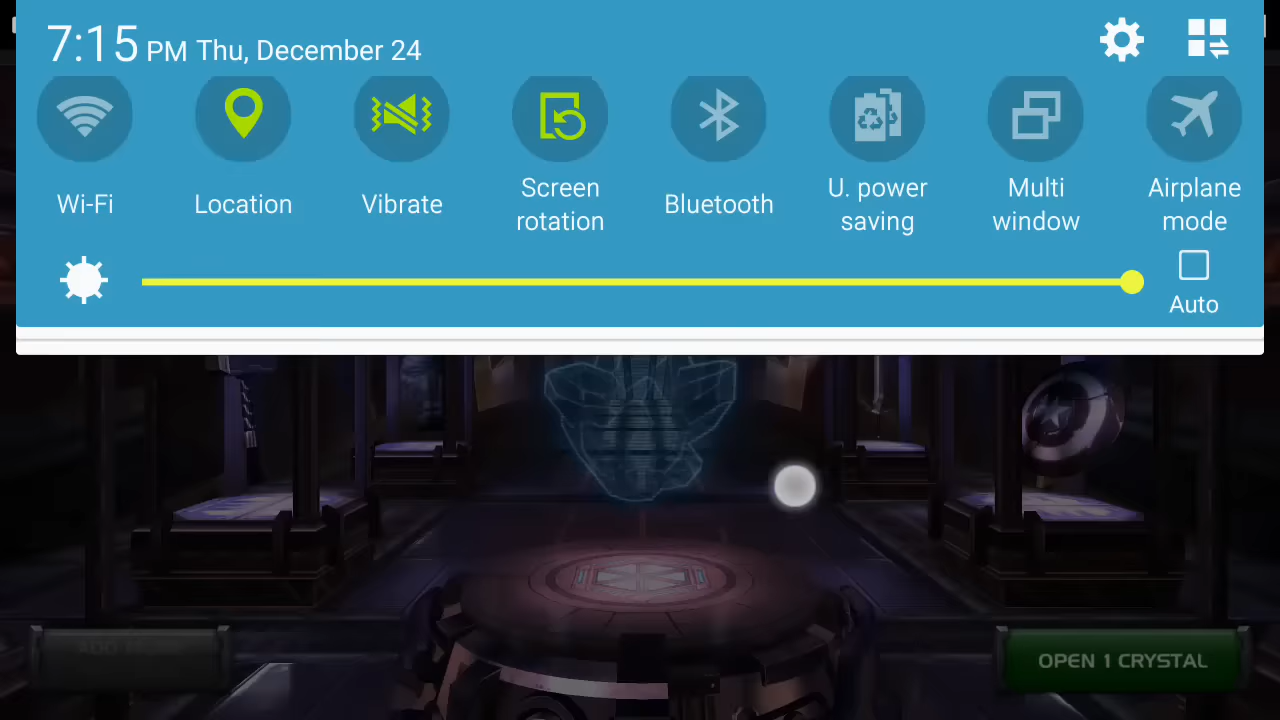 7:15 PM Thu, December 24
Wi-Fi
Location
Vibrate
Screen
rotation
Bluetooth
U. power
saving
Multi
window
Airplane
mode
Auto
OPEN 1 CRYSTAL